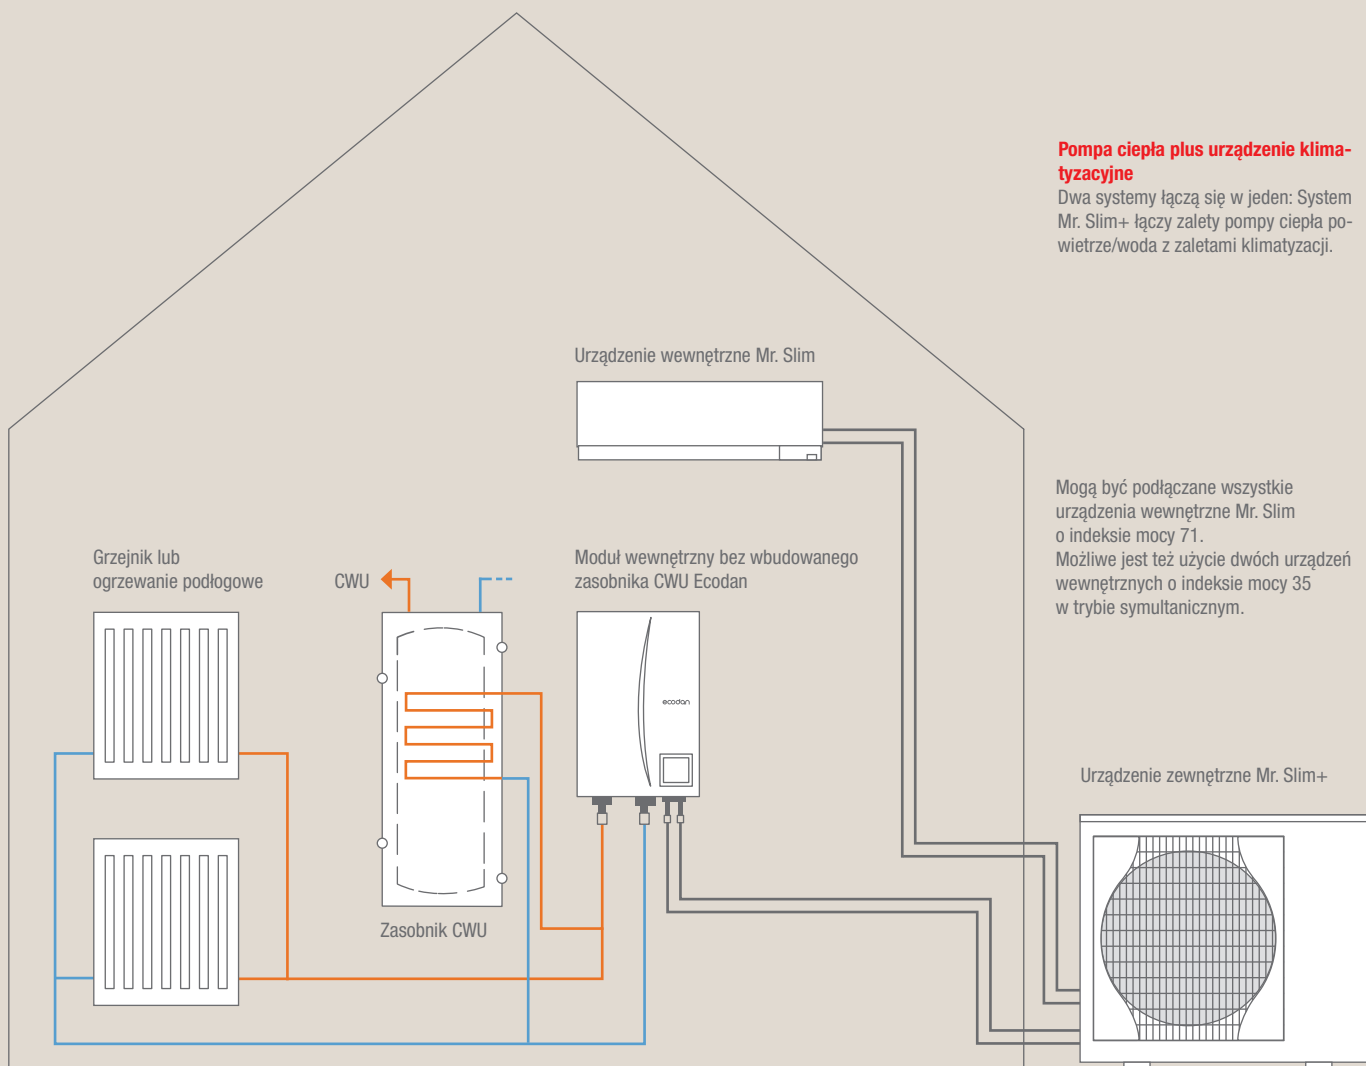 Pompa ciepła plus urządzenie klima-
tyzacyjne
Dwa systemy łączą się w jeden: System
Mr. Slim+ łączy zalety pompy ciepła po-
wietrze/woda z zaletami klimatyzacji.
Urządzenie wewnętrzne Mr. Slim
Mogą być podłączane wszystkie
urządzenia wewnętrzne Mr. Slim
o indeksie mocy 71.
Możliwe jest też użycie dwóch urządzeń
wewnętrznych o indeksie mocy 35
w trybie symultanicznym.
Grzejnik lub
ogrzewanie podłogowe
CWU
Moduł wewnętrzny bez wbudowanego
zasobnika CWU Ecodan
ecodan
Urządzenie zewnętrzne Mr. Slim+
Zasobnik CWU